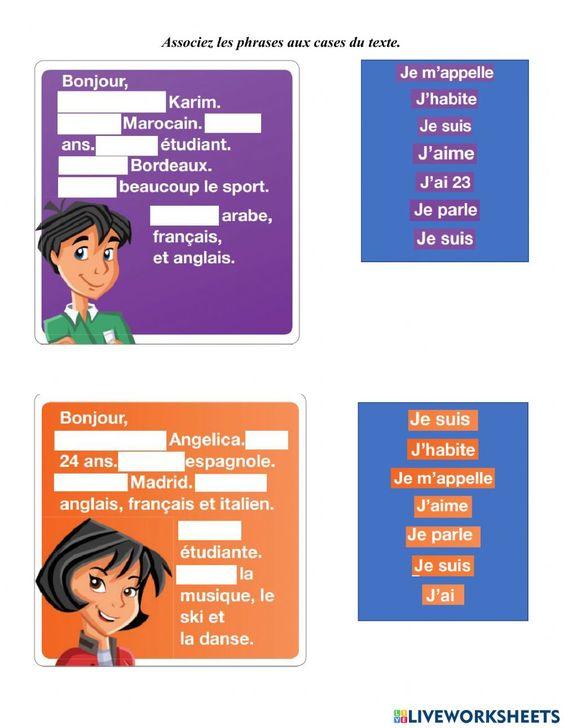 Associez les phrases aux cases du texte.
Bonjour,
Karim.
Marocain.
ans. étudiant.
Bordeaux.
beaucoup le sport.
arabe,
français,
et anglais.
Je m'appelle
J'habite
Je suis
J'aime
J'ai 23
Je parle
Je suis
Bonjour,
Angelica.
24 ans. espagnole.
Madrid.
anglais, français et italien.
étudiante.
la
musique, le
ski et
la danse.
Je suis
J'habite
Je m'appelle
J'aime
Je parle
Je suis
J'ai
LIVE LIVEWORKSHEETS